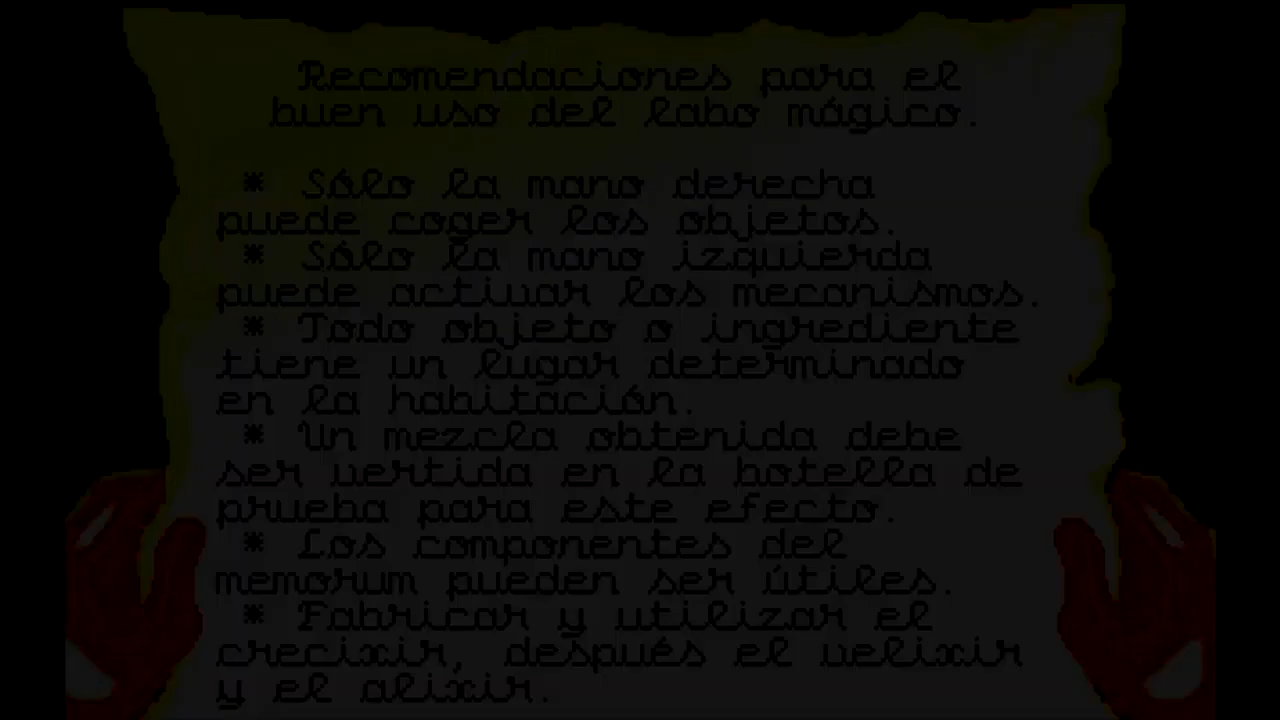 Recomendaciones para el
buen uso del labo mágico.
* Sólo la mano derecha
puede coger los objetos.
* Sólo la mano izquierda
puede activar los mecanismos.
* Todo objeto o ingrediente
tiene un lugar determinado
en la habitación.
* Un mezcla obtenida debe
ser vertida en la botella de
prueba para este efecto.
* Los componentes del
memorum pueden ser útiles.
* Fabricar y utilizar el
crecixir, después el velixir
y el alixir.